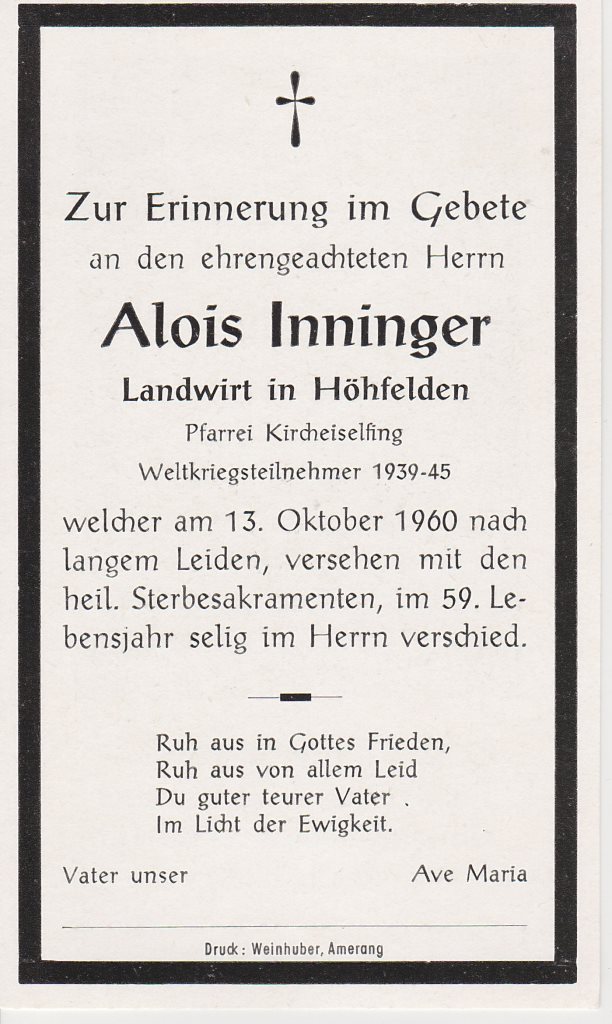 Zur Erinnerung im Gebete
an den ehrengeachteten Herrn
Alois Inninger
Landwirt in Höhfelden
Pfarrei Kircheiselfing
Weltkriegsteilnehmer 1939-45
welcher am 13. Oktober 1960 nach
langem Leiden, versehen mit den
heil. Sterbesakramenten, im 59. Le-
bensjahr selig im Herrn verschied.
Ruh aus in Gottes Frieden,
Ruh aus von allem Leid
Du guter teurer Vater .
Im Licht der Ewigkeit.
Vater unser Ave Maria
Druck: Weinhuber, Amerang